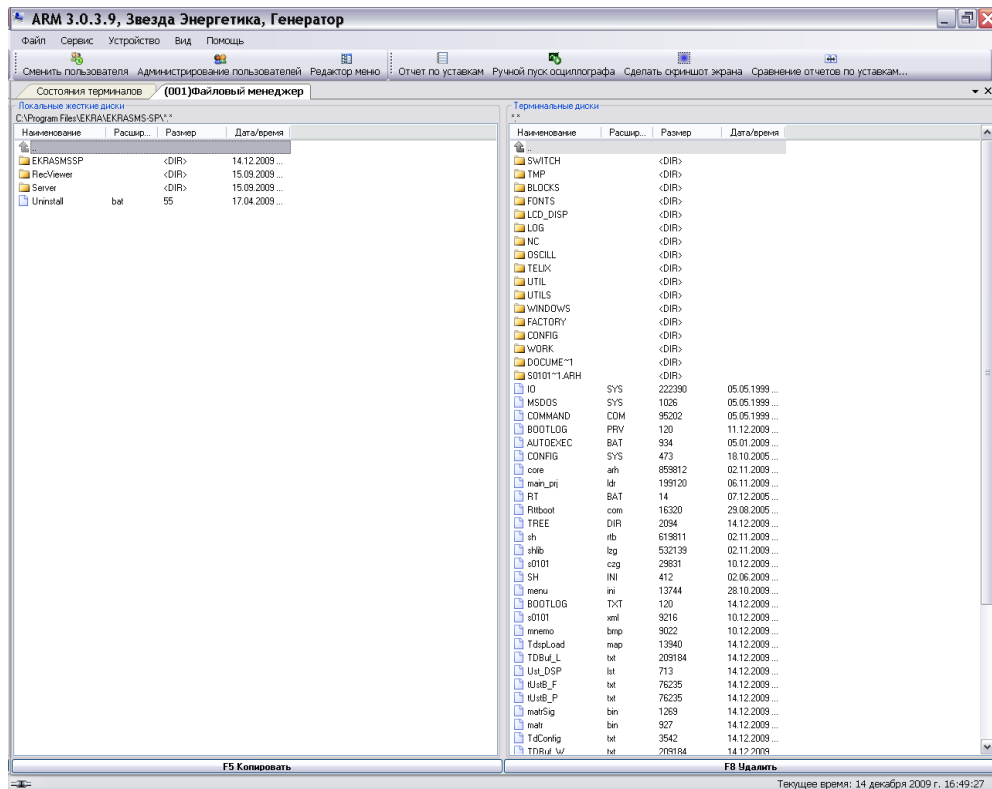 ARM 3.0.3.9, Звезда Энергетика, Генератор
Файл Сервис Устройство Вид Помощь
Сменить пользователя Администрирование пользователей Редактор меню Отчет по уставкам Ручной пуск осциллографа Сделать скриншот экрана Сравнение отчетов по уставкам...
Состояния терминалов (001)Файловый менеджер
Локальные жесткие диски
C:\Program Files\EKRA\EKRASMS-SP\*.*
Наименование Расшир... Размер Дата/время
..
EKRASMSSP <DIR> 14.12.2009 ...
RecViewer <DIR> 15.09.2009 ...
Server <DIR> 15.09.2009 ...
Uninstall bat 55 17.04.2009 ...
F5 Копировать
Терминальные диски
*.*
Наименование Расшир... Размер Дата/время
..
SWITCH <DIR>
TMP <DIR>
BLOCKS <DIR>
FONTS <DIR>
LCD_DISP <DIR>
LOG <DIR>
NC <DIR>
OSCILL <DIR>
TELIX <DIR>
UTIL <DIR>
UTILS <DIR>
WINDOWS <DIR>
FACTORY <DIR>
CONFIG <DIR>
WORK <DIR>
DOCUME~1 <DIR>
S0101~1.ARH <DIR>
IO SYS 222390 05.05.1999 ...
MSDOS SYS 1026 05.05.1999 ...
COMMAND COM 95202 05.05.1999 ...
BOOTLOG PRV 120 11.12.2009 ...
AUTOEXEC BAT 934 05.01.2009 ...
CONFIG SYS 473 18.10.2005 ...
core arh 859812 02.11.2009 ...
main_prj ldr 199120 06.11.2009 ...
RT BAT 14 07.12.2005 ...
Rttboot com 16320 29.08.2005 ...
TREE DIR 2094 14.12.2009 ...
sh rtb 619811 02.11.2009 ...
shlib lzg 532139 02.11.2009 ...
s0101 czg 29831 10.12.2009 ...
SH INI 412 02.06.2009 ...
menu ini 13744 28.10.2009 ...
BOOTLOG TXT 120 14.12.2009 ...
s0101 xml 9216 10.12.2009 ...
mnemo bmp 9022 10.12.2009 ...
TdspLoad map 13940 14.12.2009 ...
TDBuf_L txt 209184 14.12.2009 ...
Ust_DSP lst 713 14.12.2009 ...
tUstB_F txt 76235 14.12.2009 ...
tUstB_P txt 76235 14.12.2009 ...
matrSig bin 1269 14.12.2009 ...
matr bin 927 14.12.2009 ...
TdConfig txt 3542 14.12.2009 ...
TDBuf_W txt 209184 14.12.2009
F8 Удалить
Текущее время: 14 декабря 2009 г. 16:49:27